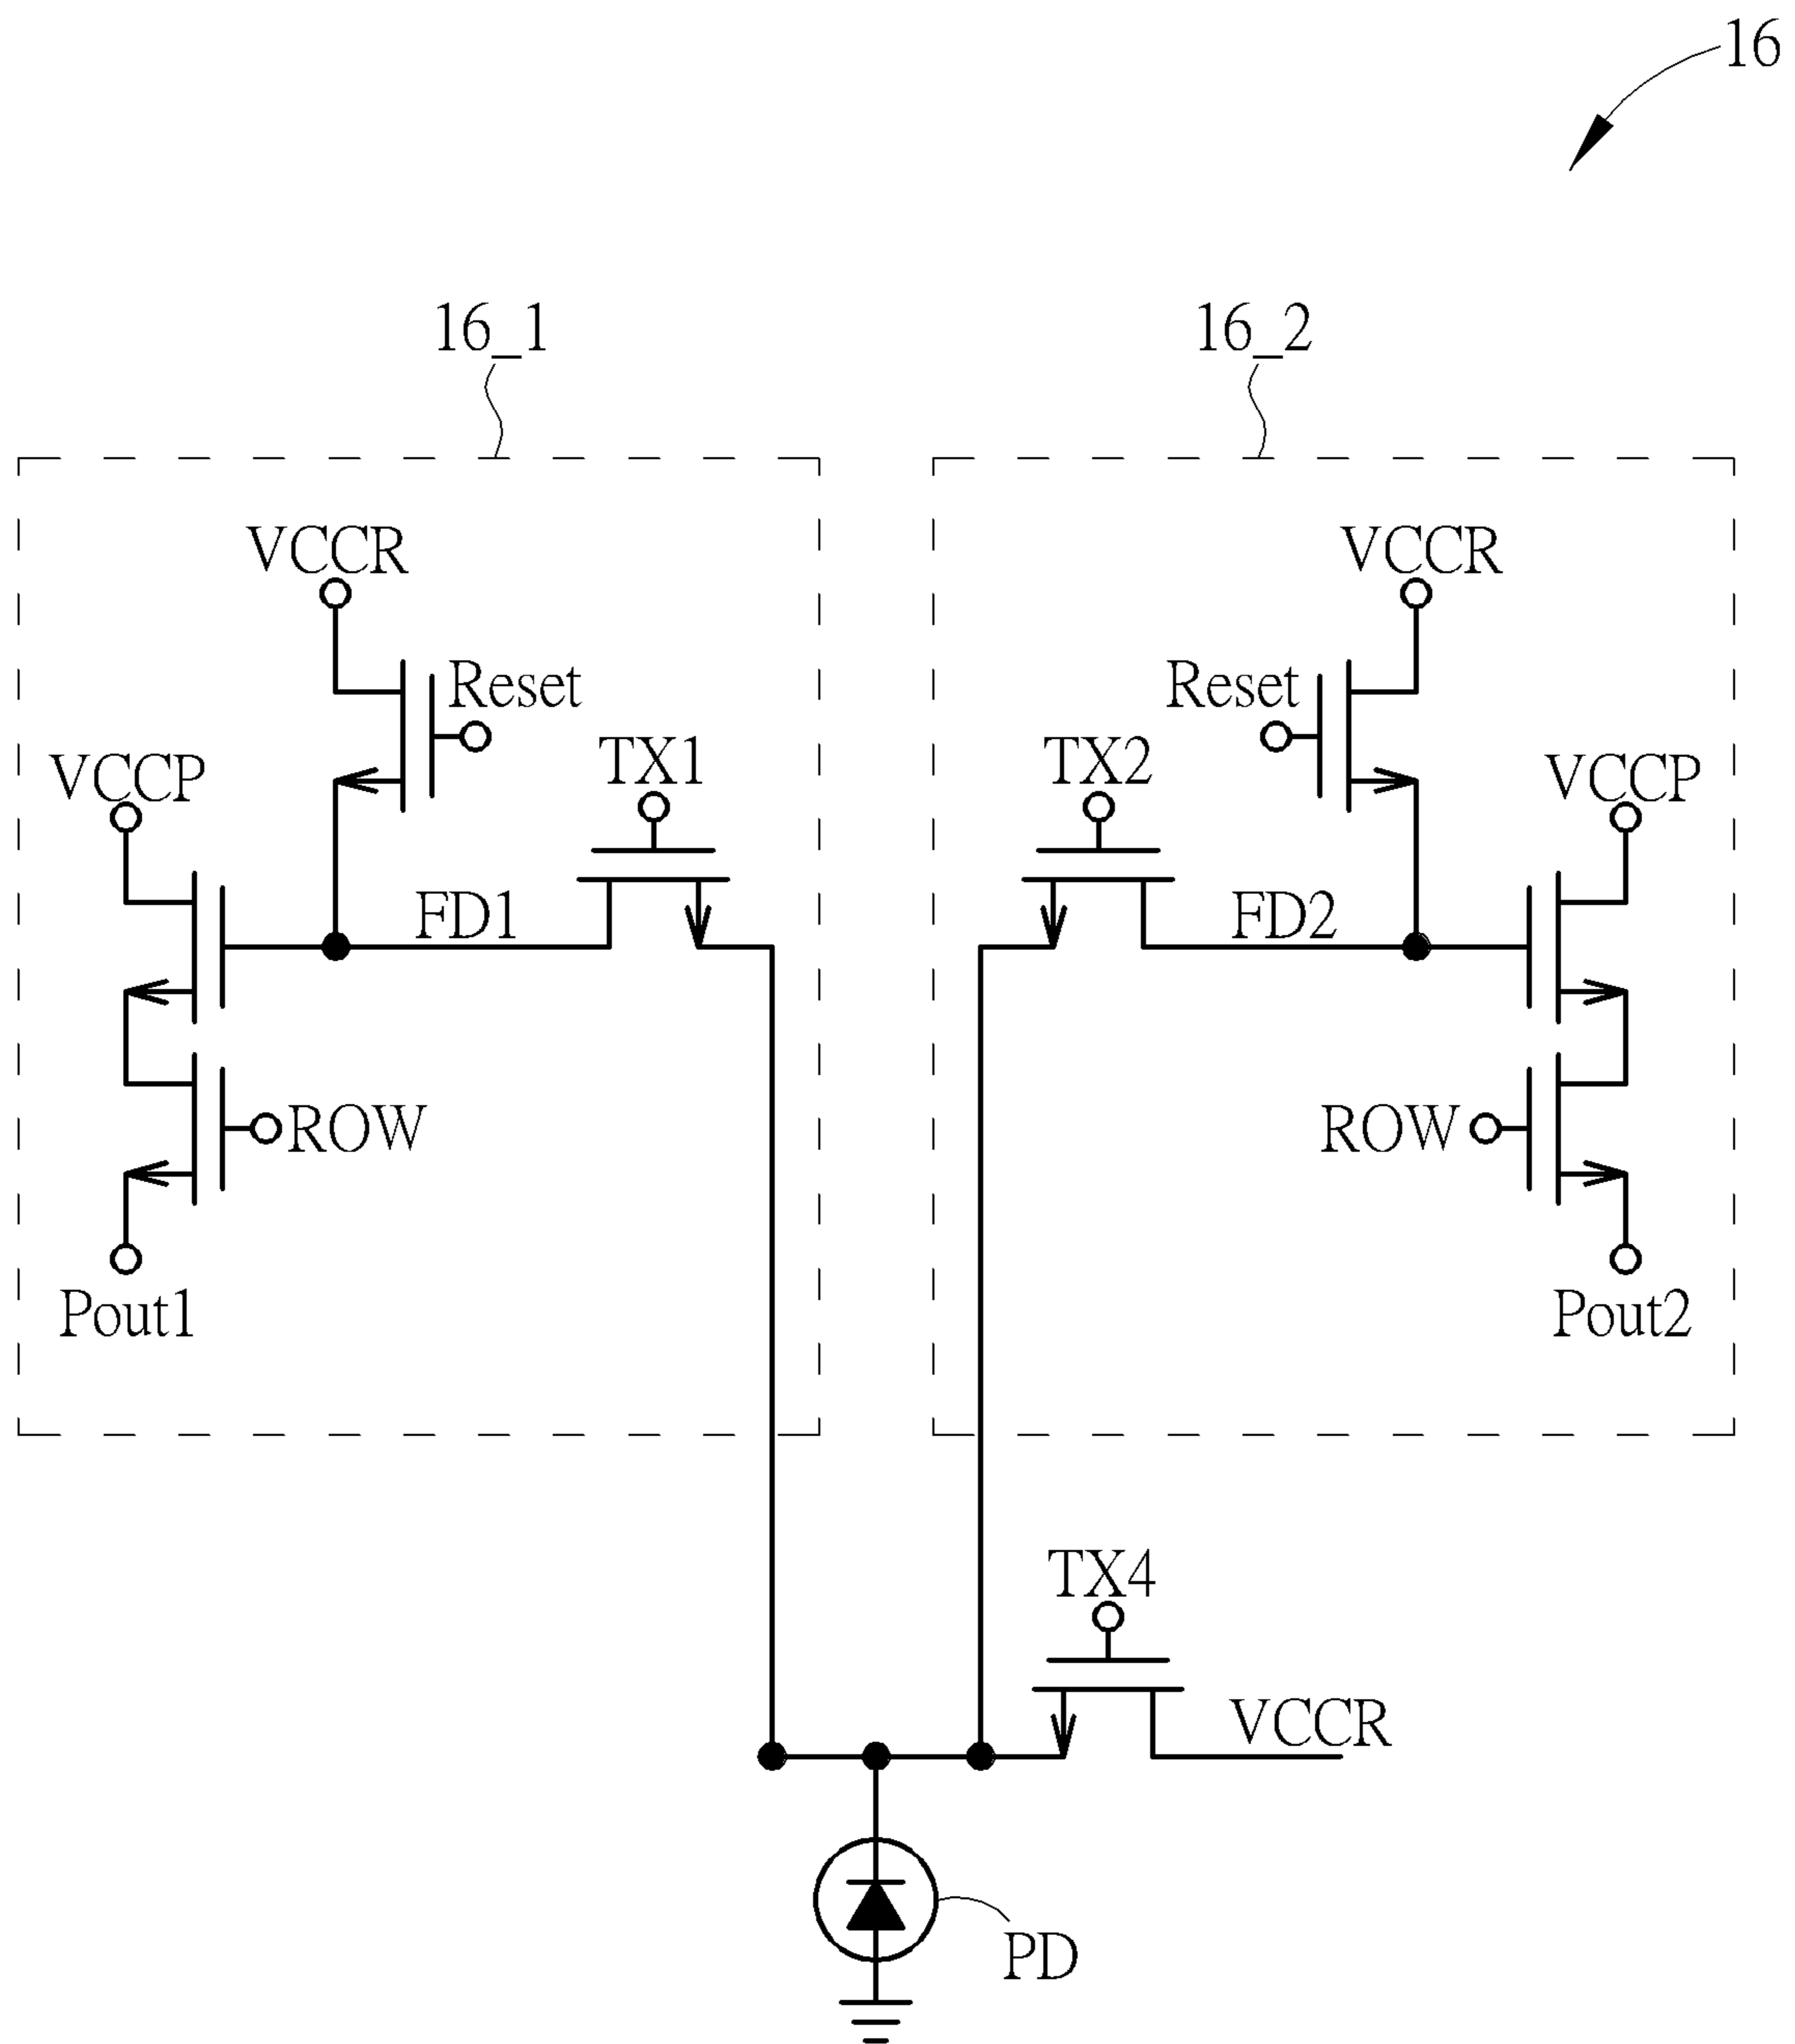 16
16_1
16_2
VCCR
VCCR
Reset
Reset
TX1
TX2
VCCP
VCCP
FD1
FD2
ROW
ROW
Pout1
Pout2
TX4
VCCR
PD